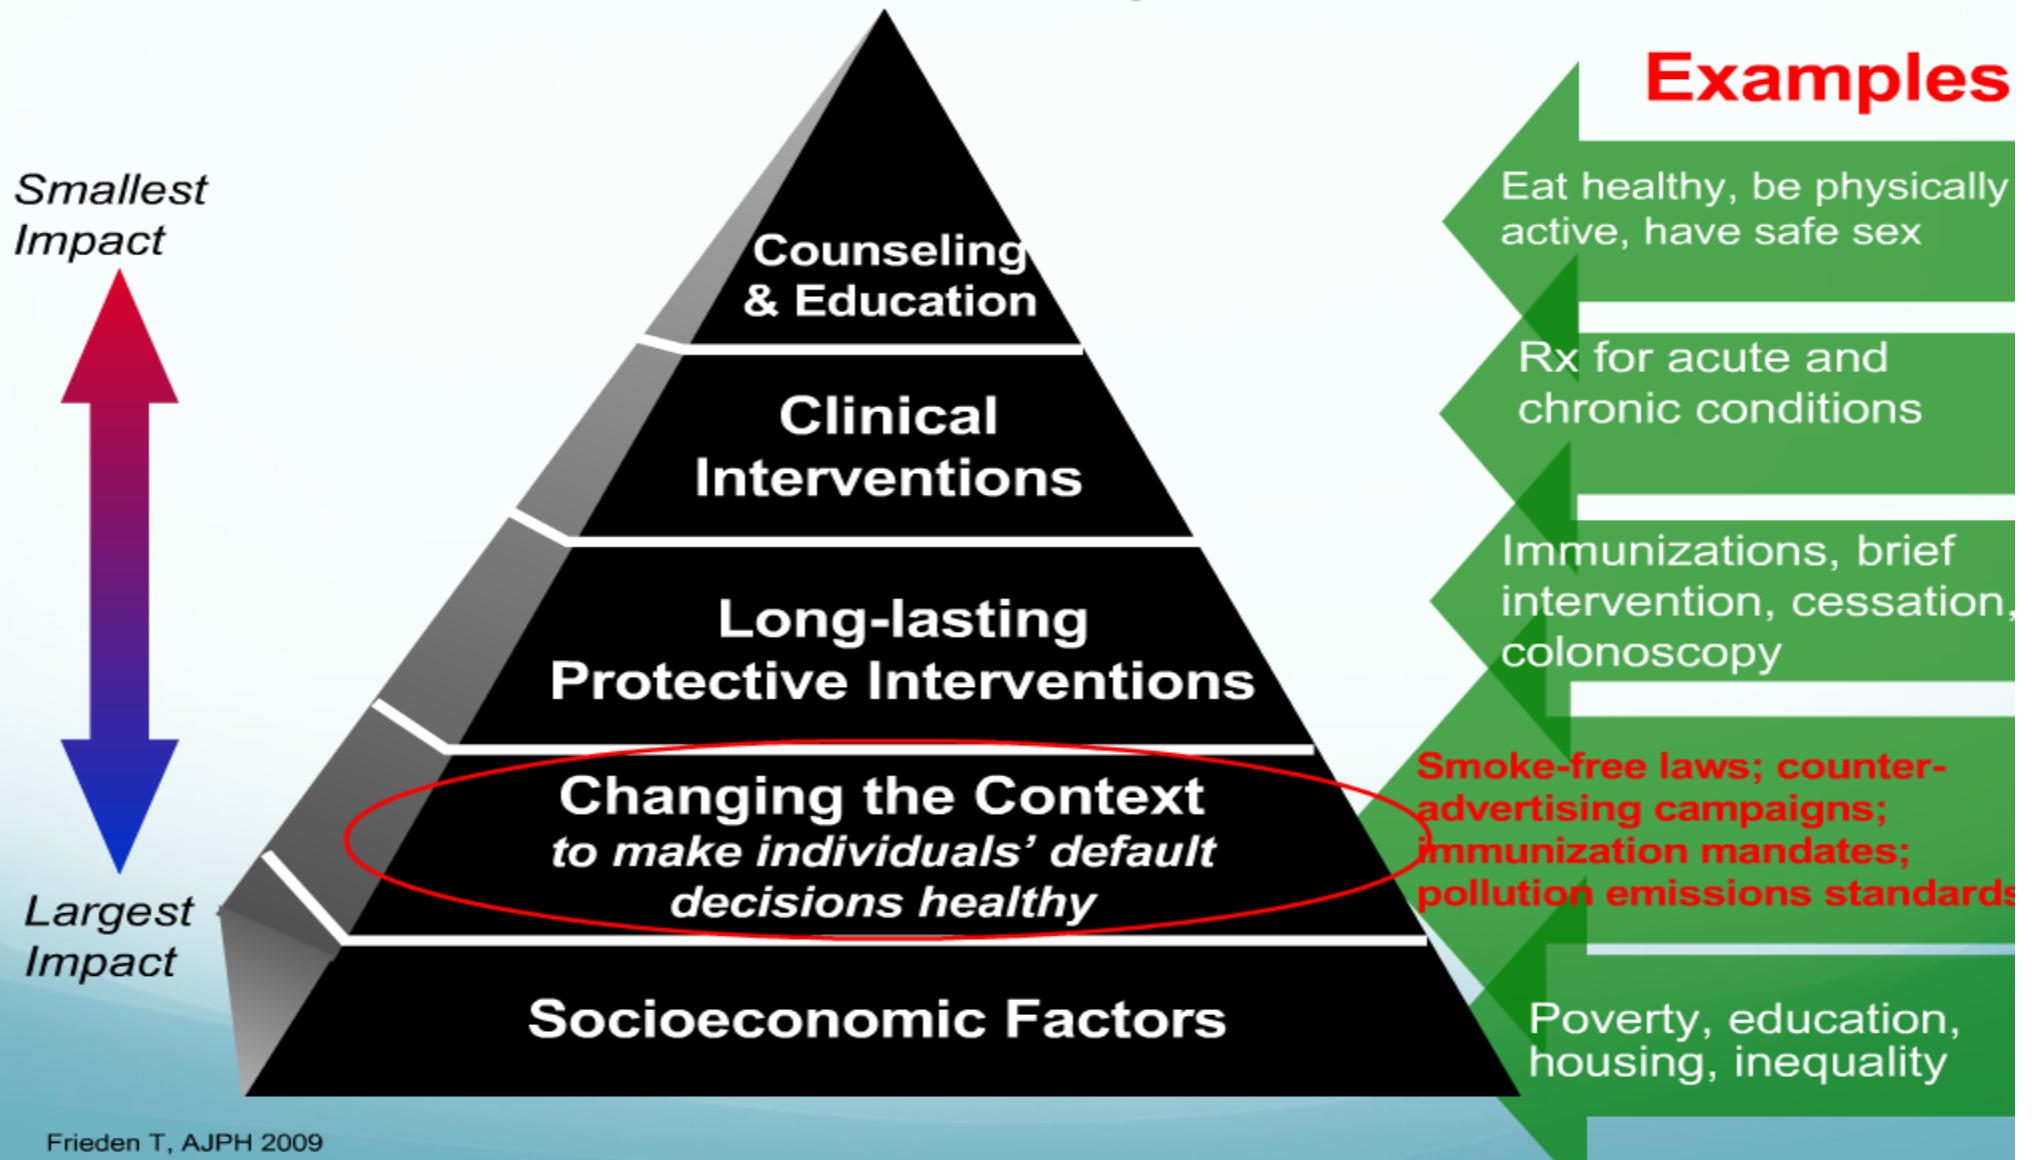 Examples
Smallest
Impact
Counseling
& Education
Eat healthy, be physically
active, have safe sex
Clinical
Interventions
Rx for acute and
chronic conditions
Long-lasting
Protective Interventions
Immunizations, brief
intervention, cessation,
colonoscopy
Changing the Context
to make individuals’ default
decisions healthy
Smoke-free laws; counter-
advertising campaigns;
immunization mandates;
pollution emissions standards
Largest
Impact
Socioeconomic Factors
Poverty, education,
housing, inequality
Frieden T, AJPH 2009